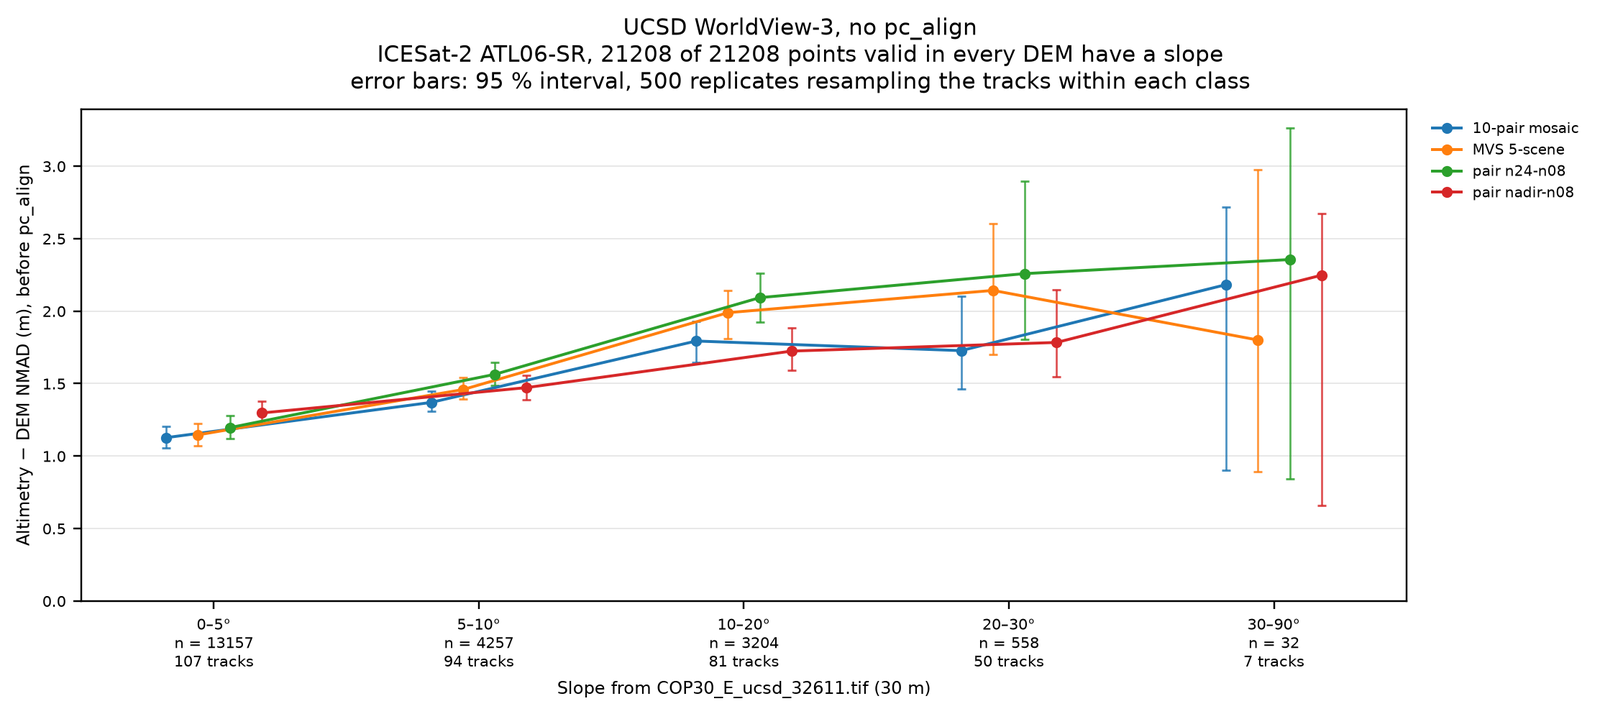 UCSD WorldView-3, no pc_align
ICESat-2 ATL06-SR, 21208 of 21208 points valid in every DEM have a slope
error bars: 95 % interval, 500 replicates resampling the tracks within each class
Altimetry − DEM NMAD (m), before pc_align
3.0
2.5
2.0
1.5
1.0
0.5
0.0
10-pair mosaic
MVS 5-scene
pair n24-n08
pair nadir-n08
0–5°
n = 13157
107 tracks
5–10°
n = 4257
94 tracks
10–20°
n = 3204
81 tracks
20–30°
n = 558
50 tracks
30–90°
n = 32
7 tracks
Slope from COP30_E_ucsd_32611.tif (30 m)